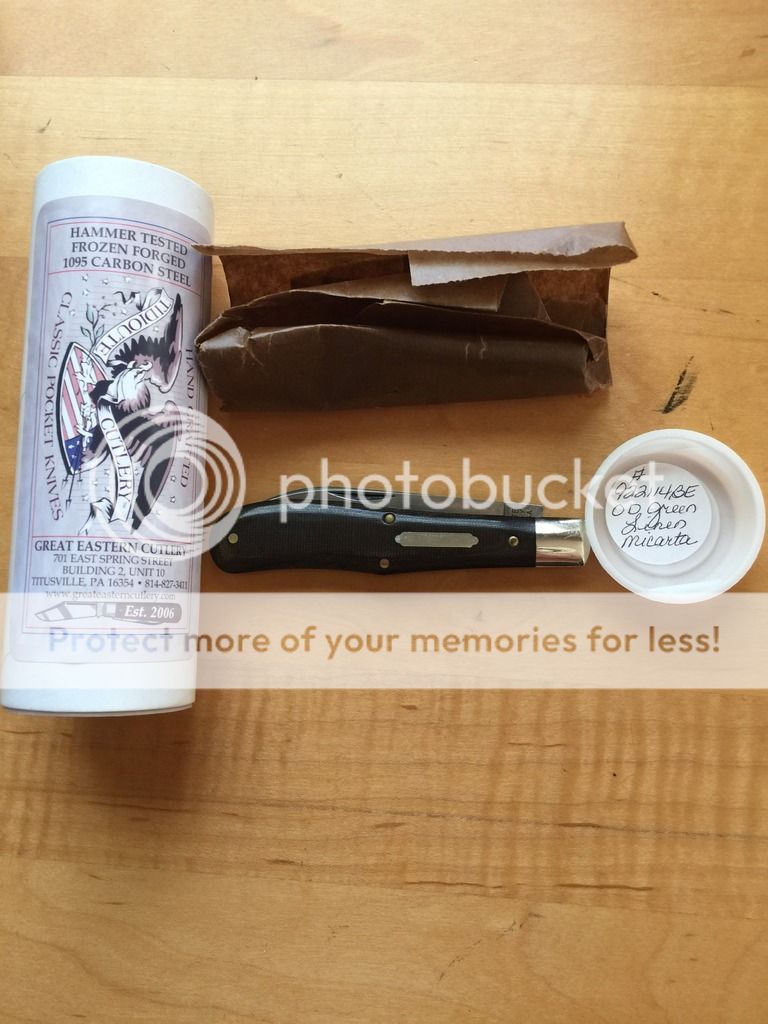 HAMMER TESTED
FROZEN FORGED
1095 CARBON STEEL
TIDIOUTE
CUTLERY
CLASSIC POCKET KNIVES
HAND
GREAT EASTERN CUTLERY
701 EAST SPRING STREET
BUILDING 2, UNIT 10
TITUSVILLE, PA 16354 • 814-827-3411
www.greateasterncutlery.com
Est. 2006
#
922114BE
OD green
Linen
micarta
photobucket
Protect more of your memories for less!